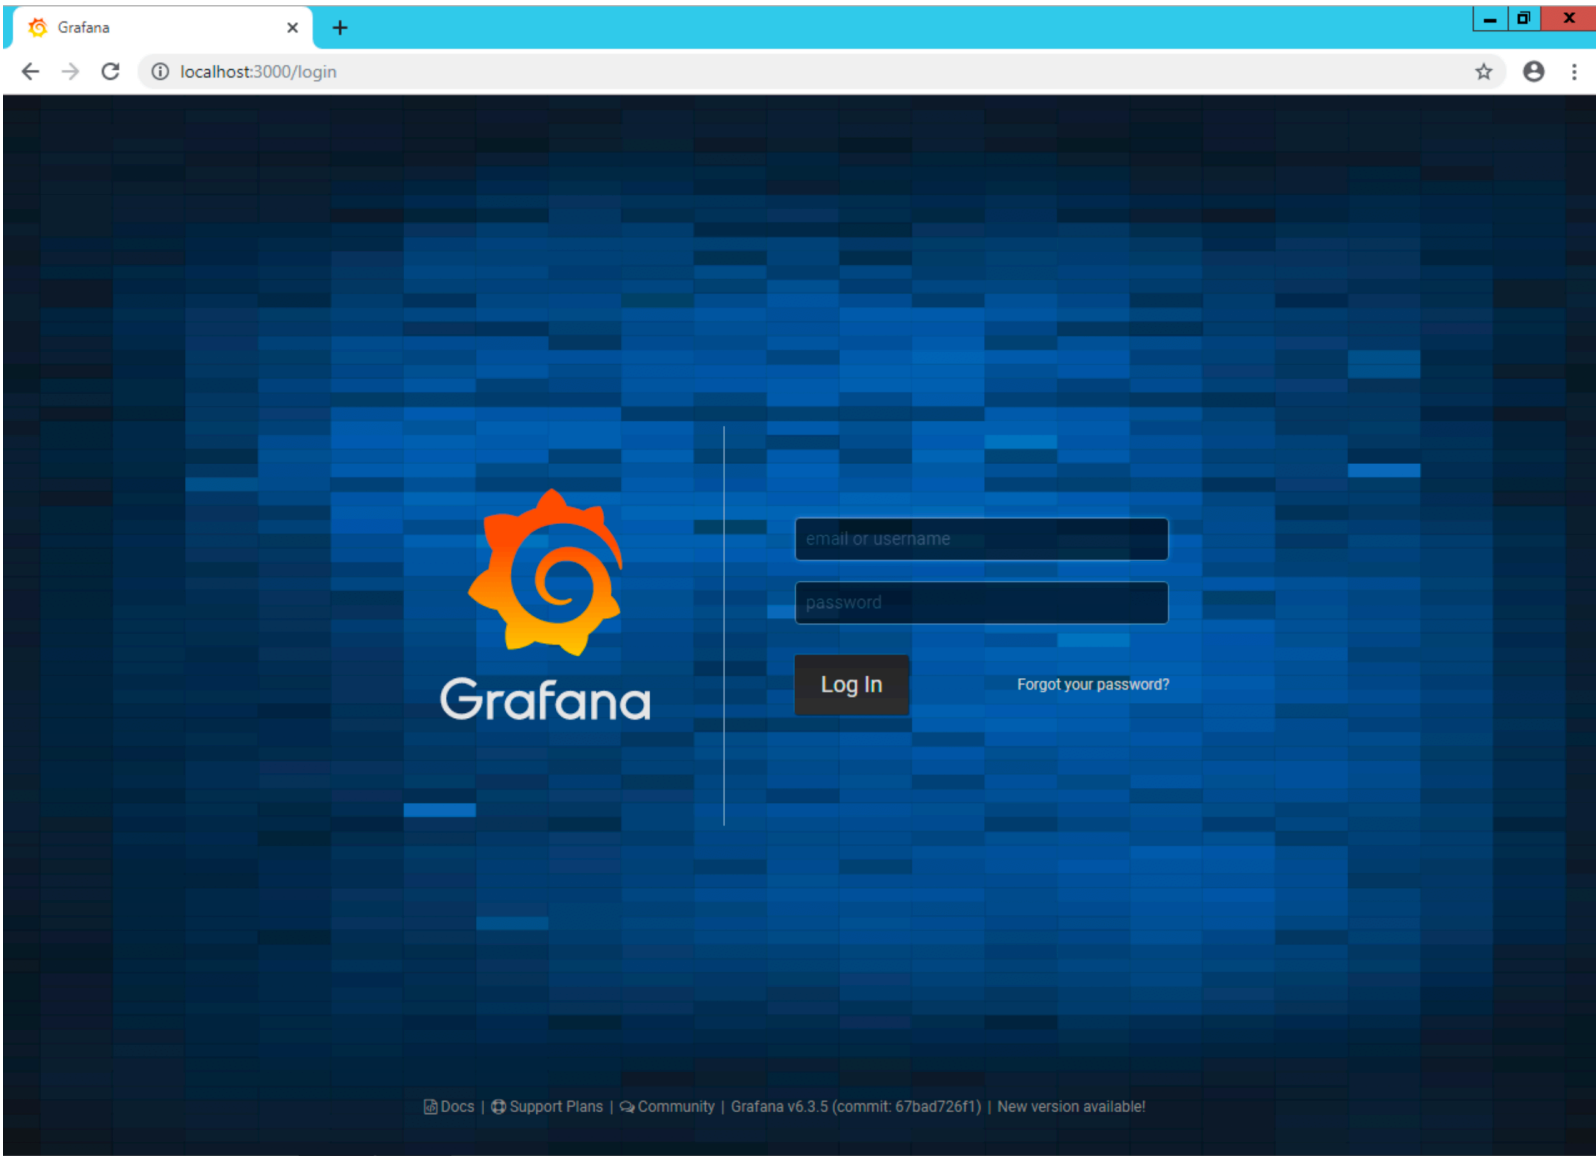 Grafana
localhost:3000/login
email or username
password
Log In
Forgot your password?
Grafana
Docs | Support Plans | Community | Grafana v6.3.5 (commit: 67bad726f1) | New version available!